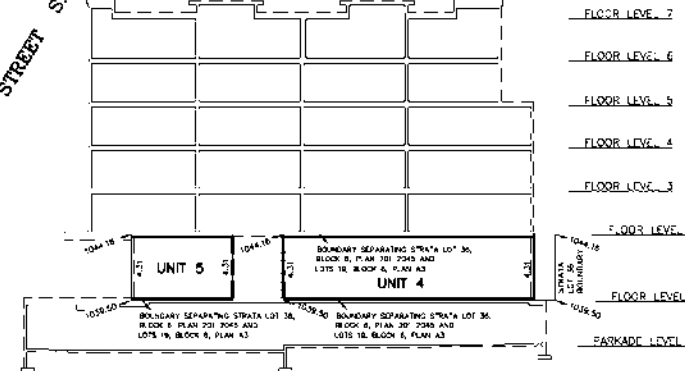 STREET
FLOOR LEVEL 7
FLOOR LEVEL 6
FLOOR LEVEL 5
FLOOR LEVEL 4
FLOOR LEVEL 3
FLOOR LEVEL
1044.18
1044.18
1044.18
BOUNDARY SEPARATING STRATA LOT 36,
BLOCK 6, PLAN 201 2045 AND
LOTS 19, BLOCK 6, PLAN A3
UNIT 5
UNIT 4
4.31
4.31
4.31
4.31
STRATA
LOT 36
BOUNDARY
FLOOR LEVEL
1039.50
1039.50
1039.50
BOUNDARY SEPARATING STRATA LOT 36,
BLOCK 6, PLAN 201 2045 AND
LOTS 19, BLOCK 6, PLAN A3
BOUNDARY SEPARATING STRATA LOT 36,
BLOCK 6, PLAN 201 2045 AND
LOTS 19, BLOCK 6, PLAN A3
PARKADE LEVEL